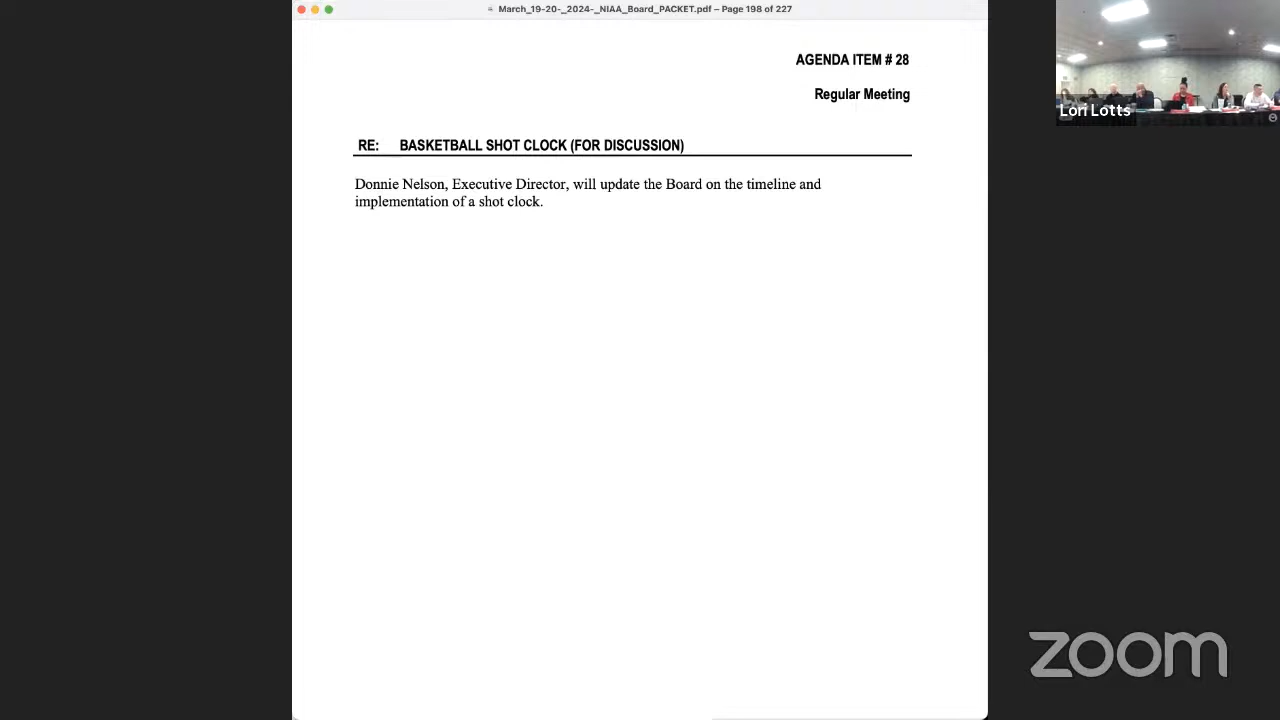 March_19-20-_2024-_NIAA_Board_PACKET.pdf – Page 198 of 227
AGENDA ITEM # 28
Regular Meeting
RE: BASKETBALL SHOT CLOCK (FOR DISCUSSION)
Donnie Nelson, Executive Director, will update the Board on the timeline and
implementation of a shot clock.
Lori Lotts
zoom